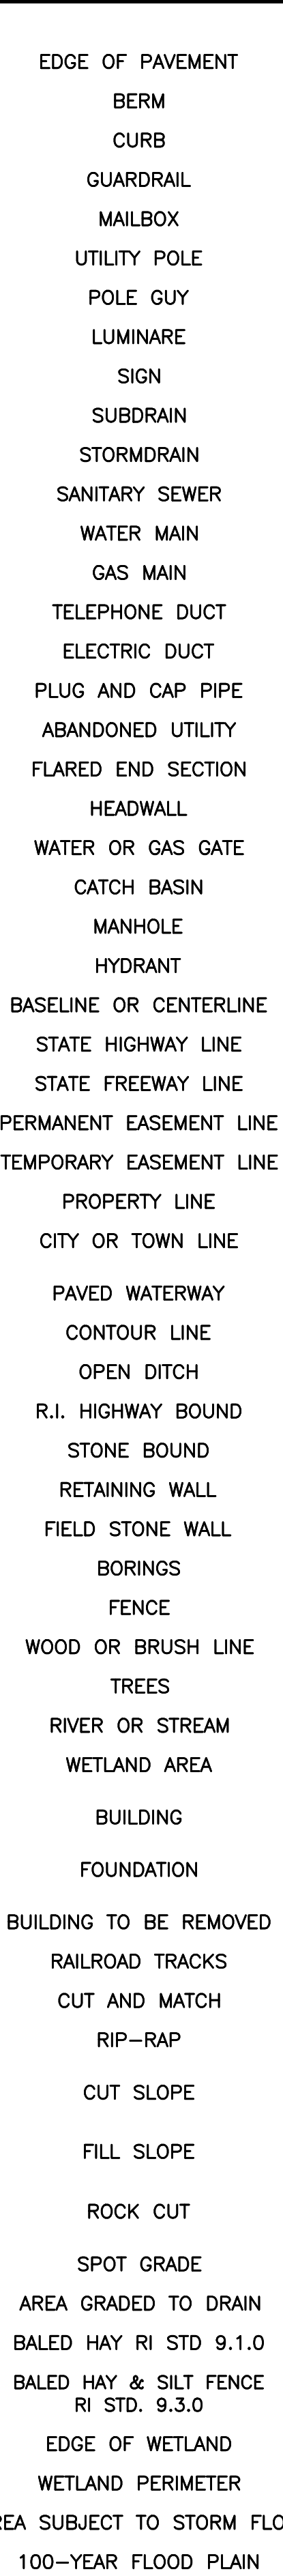 EDGE OF PAVEMENT
BERM
CURB
GUARDRAIL
MAILBOX
UTILITY POLE
POLE GUY
LUMINARE
SIGN
SUBDRAIN
STORMDRAIN
SANITARY SEWER
WATER MAIN
GAS MAIN
TELEPHONE DUCT
ELECTRIC DUCT
PLUG AND CAP PIPE
ABANDONED UTILITY
FLARED END SECTION
HEADWALL
WATER OR GAS GATE
CATCH BASIN
MANHOLE
HYDRANT
BASELINE OR CENTERLINE
STATE HIGHWAY LINE
STATE FREEWAY LINE
PERMANENT EASEMENT LINE
TEMPORARY EASEMENT LINE
PROPERTY LINE
CITY OR TOWN LINE
PAVED WATERWAY
CONTOUR LINE
OPEN DITCH
R.I. HIGHWAY BOUND
STONE BOUND
RETAINING WALL
FIELD STONE WALL
BORINGS
FENCE
WOOD OR BRUSH LINE
TREES
RIVER OR STREAM
WETLAND AREA
BUILDING
FOUNDATION
BUILDING TO BE REMOVED
RAILROAD TRACKS
CUT AND MATCH
RIP-RAP
CUT SLOPE
FILL SLOPE
ROCK CUT
SPOT GRADE
AREA GRADED TO DRAIN
BALED HAY RI STD 9.1.0
BALED HAY & SILT FENCE
RI STD. 9.3.0
EDGE OF WETLAND
WETLAND PERIMETER
SUBJECT TO STORM
100-YEAR FLOOD PLAIN